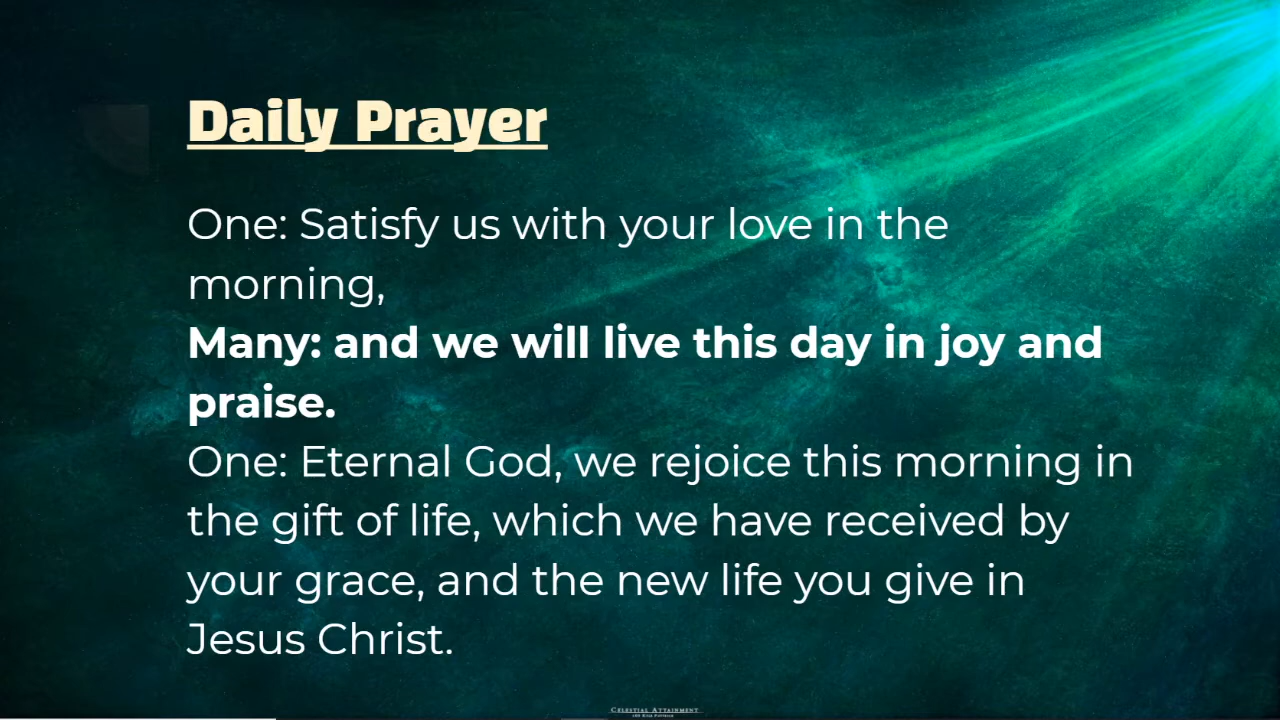 Daily Prayer
One: Satisfy us with your love in the
morning,
Many: and we will live this day in joy and
praise.
One: Eternal God, we rejoice this morning in
the gift of life, which we have received by
your grace, and the new life you give in
Jesus Christ.
Celestial Attainment